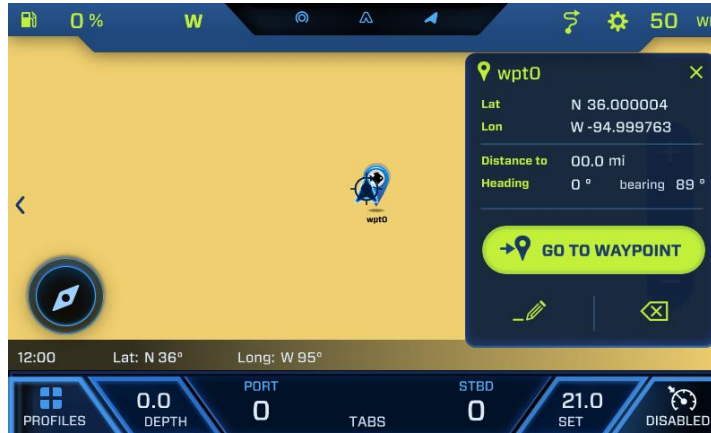 0 %
W
50
wpt0
Lat N 36.000004
Lon W -94.999763
Distance to 00.0 mi
Heading 0 ° bearing 89 °
GO TO WAYPOINT
wpt0
12:00 Lat: N 36° Long: W 95°
PROFILES
0.0
DEPTH
PORT
0
TABS
STBD
0
21.0
SET
DISABLED